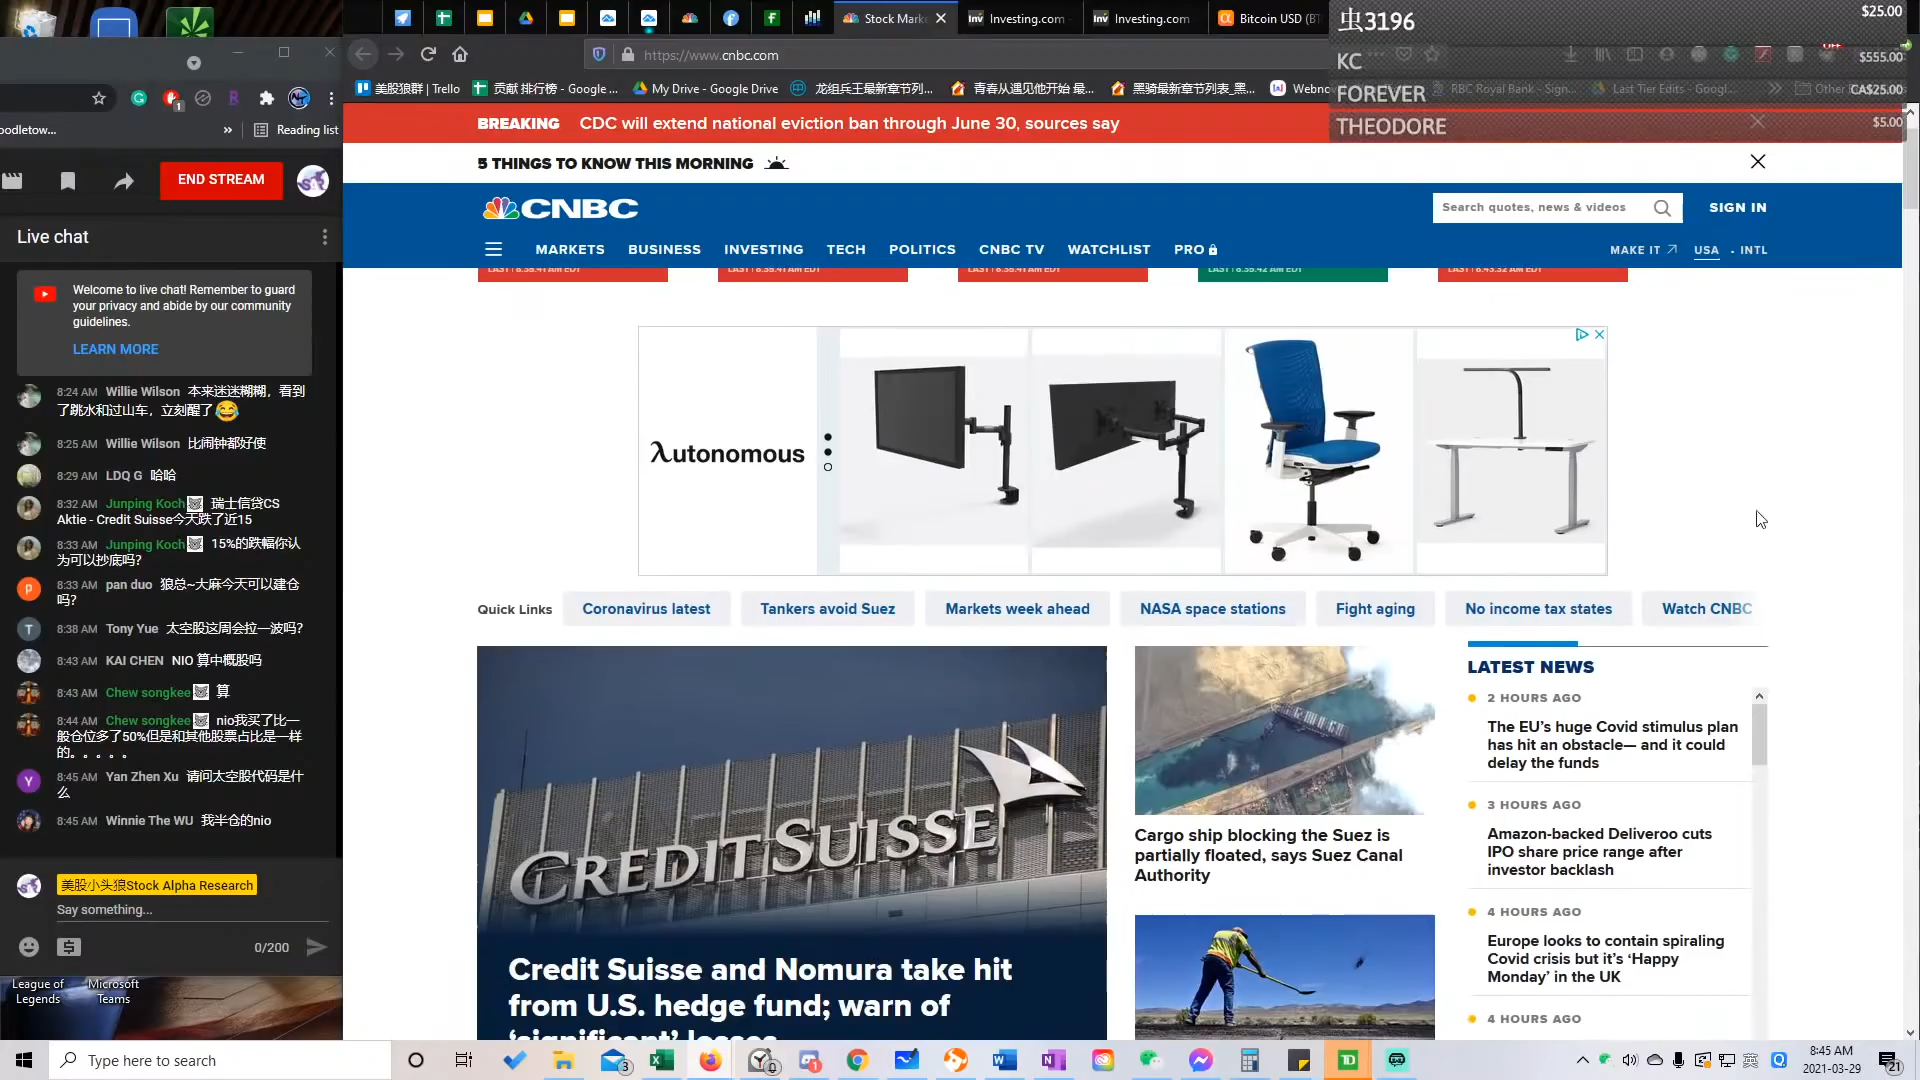 oodletow...
»
Reading list
END STREAM
Live chat
Welcome to live chat! Remember to guard
your privacy and abide by our community
guidelines.
LEARN MORE
8:24 AM Willie Wilson 本来迷迷糊糊，看到
了跳水和过山车，立刻醒了😂
8:25 AM Willie Wilson 比闹钟都好使
8:29 AM LDQ G 哈哈
8:32 AM Junping Koch 瑞士信贷CS
Aktie - Credit Suisse今天跌了近15
8:33 AM Junping Koch 15%的跌幅你认
为可以抄底吗?
8:33 AM pan duo 狼总~大麻今天可以建仓
吗?
8:38 AM Tony Yue 太空股这周会拉一波吗?
8:43 AM KAI CHEN NIO 算中概股吗
8:43 AM Chew songkee 算
8:44 AM Chew songkee nio我买了比一
般仓位多了50%但是和其他股票占比是一样
的。。。。。
8:45 AM Yan Zhen Xu 请问太空股代码是什
么
8:45 AM Winnie The WU 我半仓的nio
美股小头狼Stock Alpha Research
Say something...
0/200
League of
Legends
Microsoft
Teams
Stock Mark
Investing.com
Investing.com
Bitcoin USD (BT
https://www.cnbc.com
美股狼群 | Trello
贡献 排行榜 - Google ...
My Drive - Google Drive
龙组兵王最新章节列...
青春从遇见他开始 最...
黑骑最新章节列表_黑...
Webno
RBC Royal Bank - Sign...
Last Tier Edits - Googl...
虫3196
$25.00
KC
$555.00
FOREVER
CA$25.00
THEODORE
$5.00
BREAKING CDC will extend national eviction ban through June 30, sources say
5 THINGS TO KNOW THIS MORNING
CNBC
Search quotes, news & videos
SIGN IN
MARKETS BUSINESS INVESTING TECH POLITICS CNBC TV WATCHLIST PRO
MAKE IT USA • INTL
Autonomous
Quick Links
Coronavirus latest
Tankers avoid Suez
Markets week ahead
NASA space stations
Fight aging
No income tax states
Watch CNBC
CREDIT SUISSE
Credit Suisse and Nomura take hit
from U.S. hedge fund; warn of
'significant' losses
Cargo ship blocking the Suez is
partially floated, says Suez Canal
Authority
LATEST NEWS
2 HOURS AGO
The EU's huge Covid stimulus plan
has hit an obstacle— and it could
delay the funds
3 HOURS AGO
Amazon-backed Deliveroo cuts
IPO share price range after
investor backlash
4 HOURS AGO
Europe looks to contain spiraling
Covid crisis but it's 'Happy
Monday' in the UK
4 HOURS AGO
Type here to search
英
8:45 AM
2021-03-29